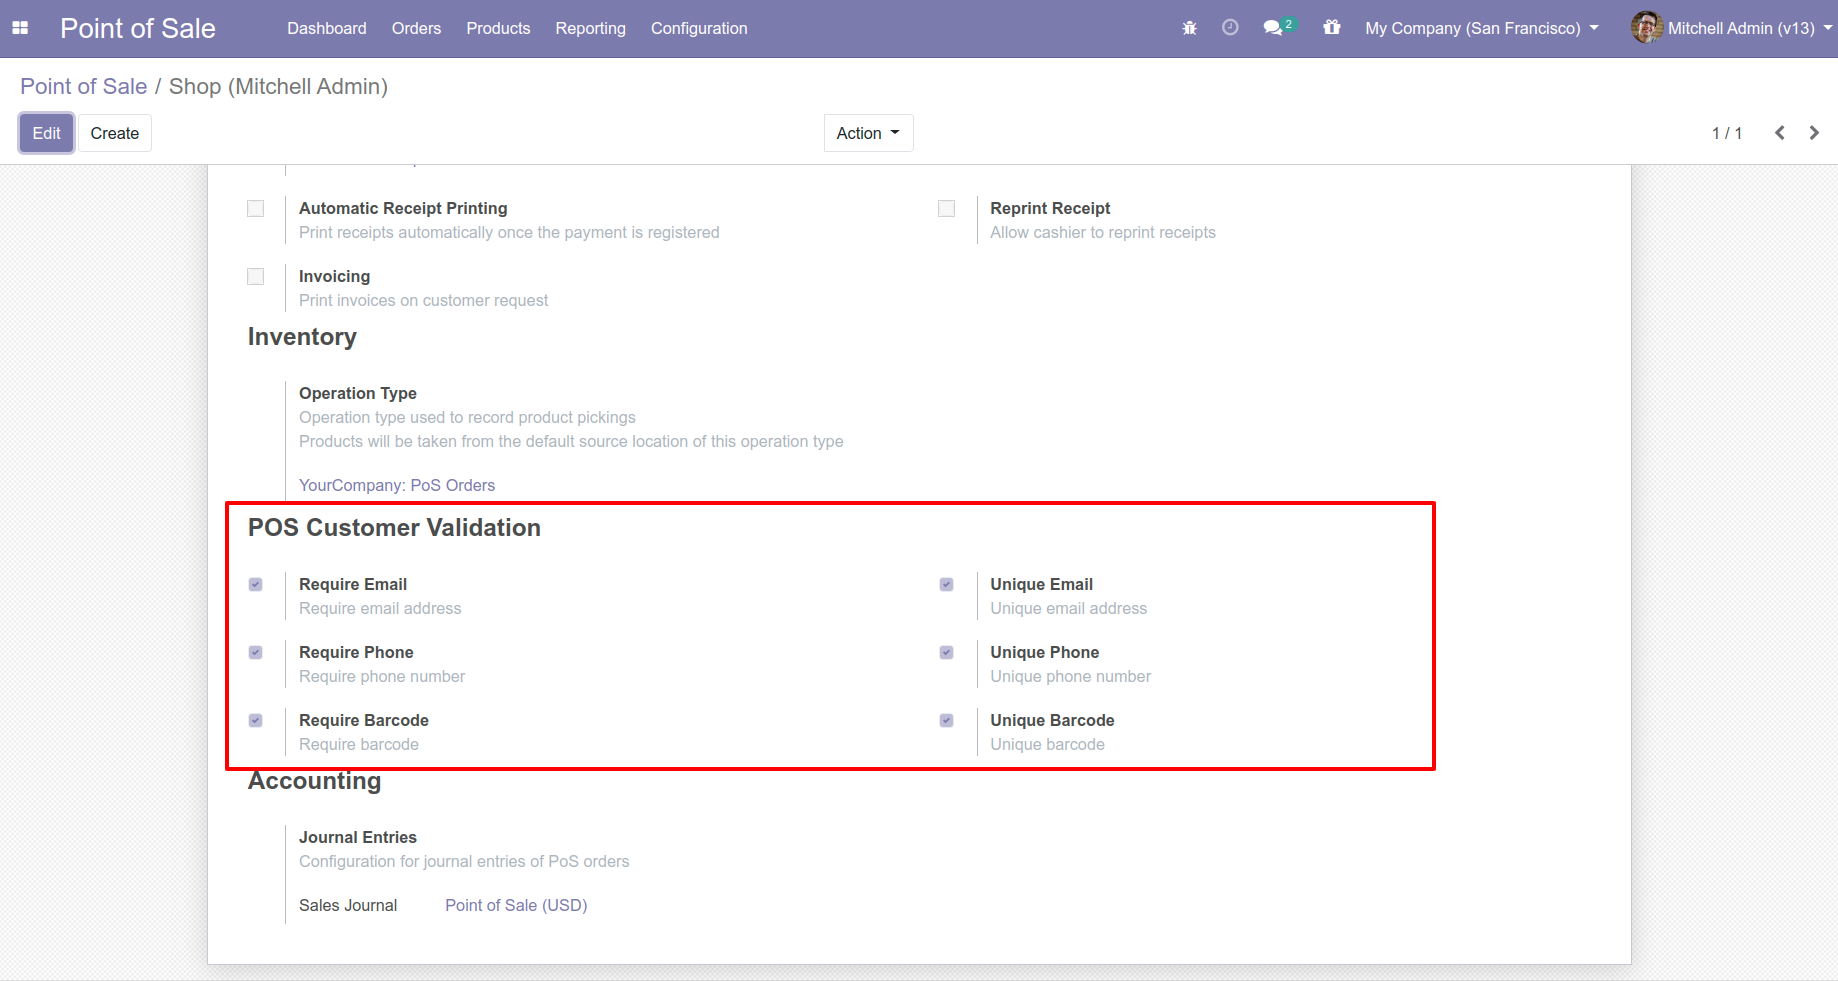 Point of Sale Dashboard Orders Products Reporting Configuration 2 My Company (San Francisco) Mitchell Admin (v13)
Point of Sale / Shop (Mitchell Admin)
Edit Create Action 1 / 1
Automatic Receipt Printing Reprint Receipt
Print receipts automatically once the payment is registered Allow cashier to reprint receipts
Invoicing
Print invoices on customer request
Inventory
Operation Type
Operation type used to record product pickings
Products will be taken from the default source location of this operation type
YourCompany: PoS Orders
POS Customer Validation
Require Email Unique Email
Require email address Unique email address
Require Phone Unique Phone
Require phone number Unique phone number
Require Barcode Unique Barcode
Require barcode Unique barcode
Accounting
Journal Entries
Configuration for journal entries of PoS orders
Sales Journal Point of Sale (USD)